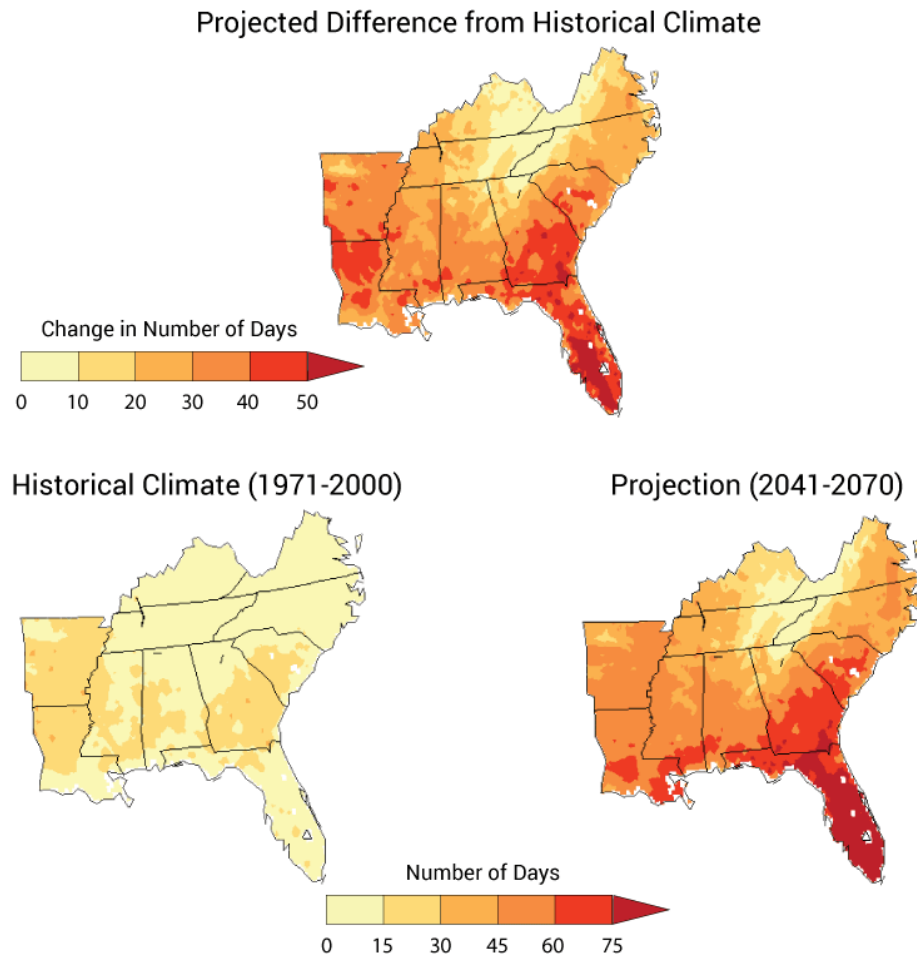 Projected Difference from Historical Climate
Change in Number of Days
0 10 20 30 40 50
Historical Climate (1971-2000)
Projection (2041-2070)
Number of Days
0 15 30 45 60 75